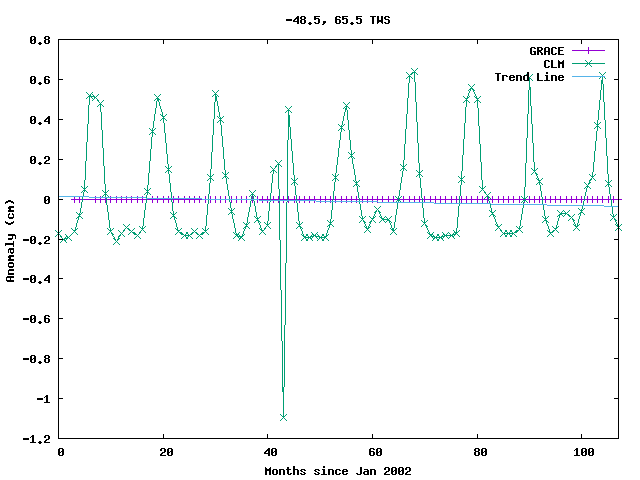 -48.5, 65.5 TWS
GRACE
CLM
Trend Line
0.8
0.6
0.4
0.2
0
-0.2
-0.4
-0.6
-0.8
-1
-1.2
Anomaly (cm)
0 20 40 60 80 100
Months since Jan 2002